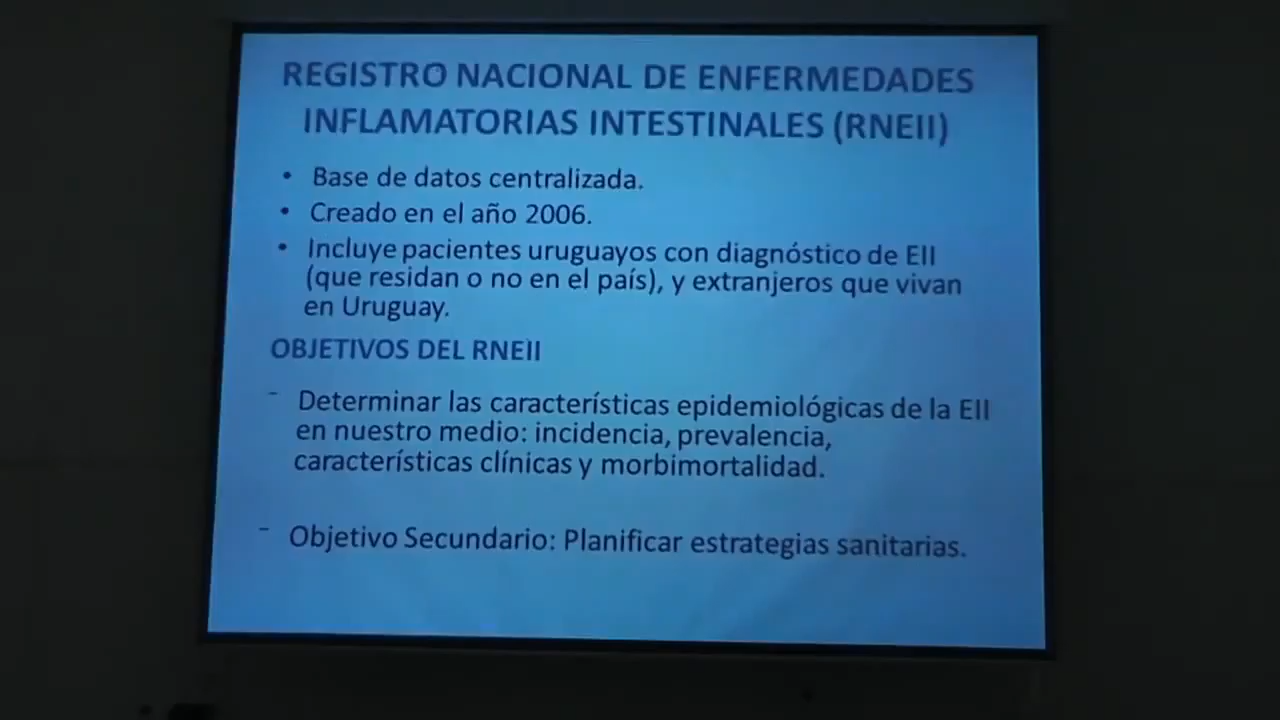 REGISTRO NACIONAL DE ENFERMEDADES
INFLAMATORIAS INTESTINALES (RNEII)
• Base de datos centralizada.
• Creado en el año 2006.
• Incluye pacientes uruguayos con diagnóstico de EII
(que residan o no en el país), y extranjeros que vivan
en Uruguay.
OBJETIVOS DEL RNEII
- Determinar las características epidemiológicas de la EII
en nuestro medio: incidencia, prevalencia,
características clínicas y morbimortalidad.
- Objetivo Secundario: Planificar estrategias sanitarias.